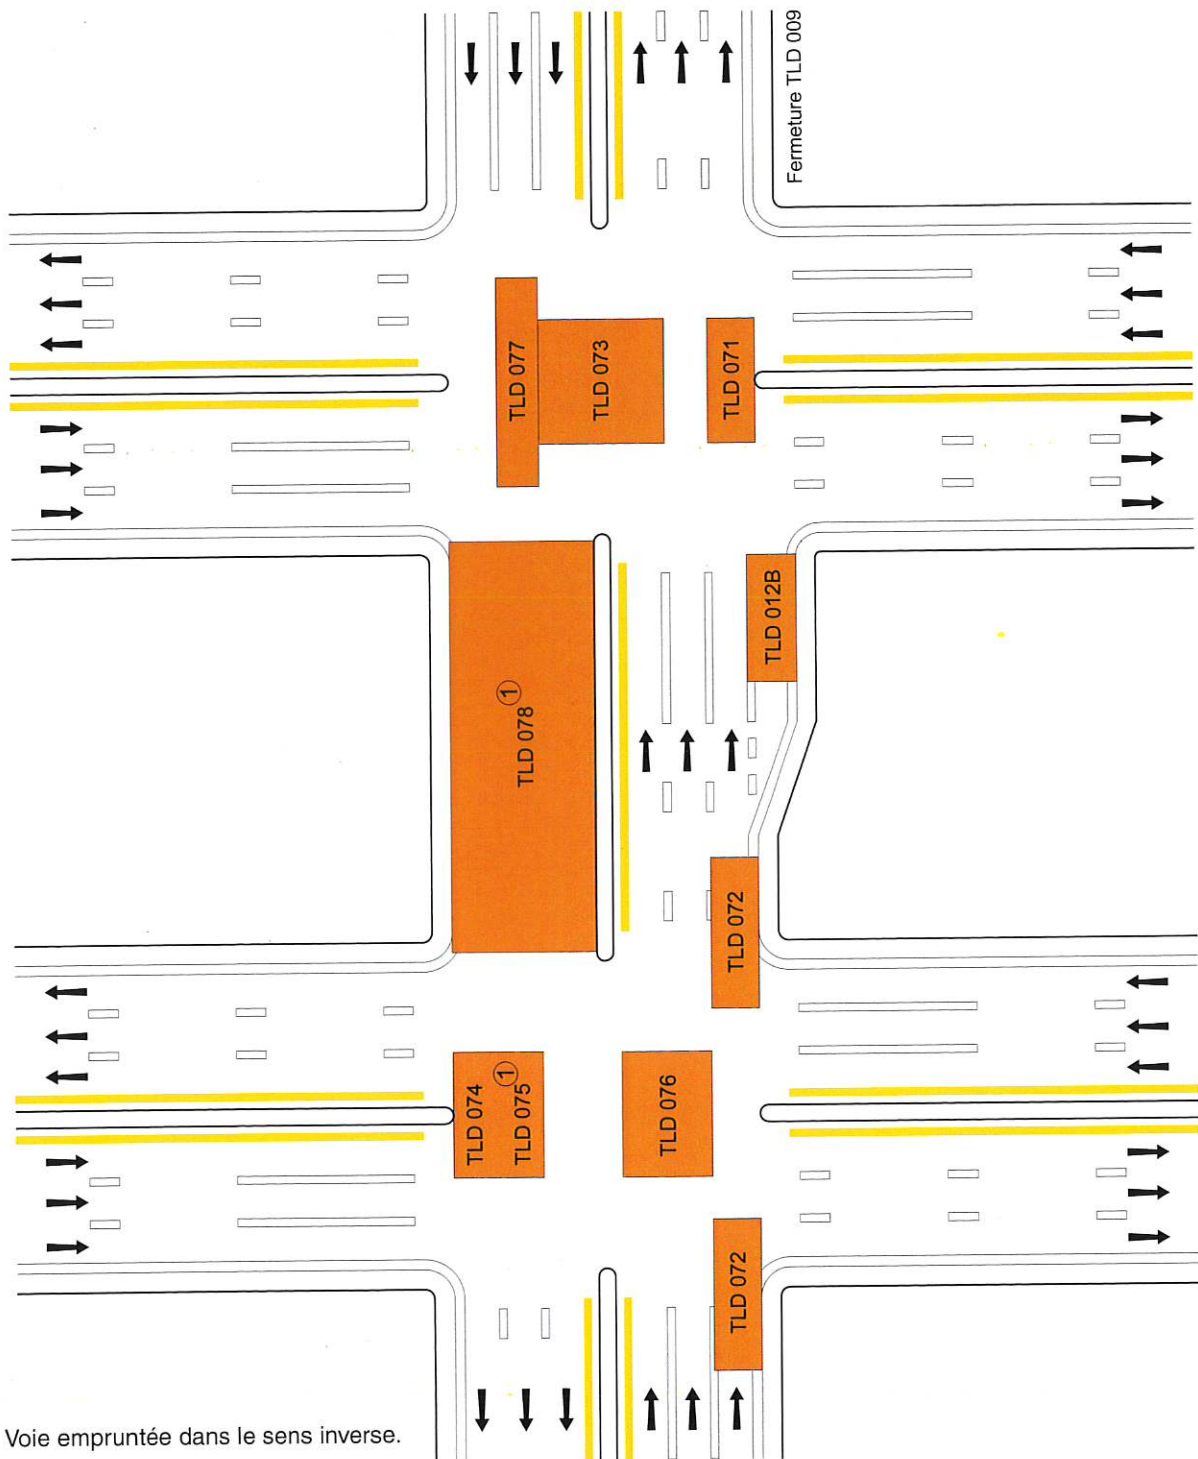 Fermeture TLD 009
TLD 077
TLD 073
TLD 071
TLD 012B
TLD 078 1
TLD 072
TLD 074
TLD 075 1
TLD 076
TLD 072
Voie empruntée dans le sens inverse.